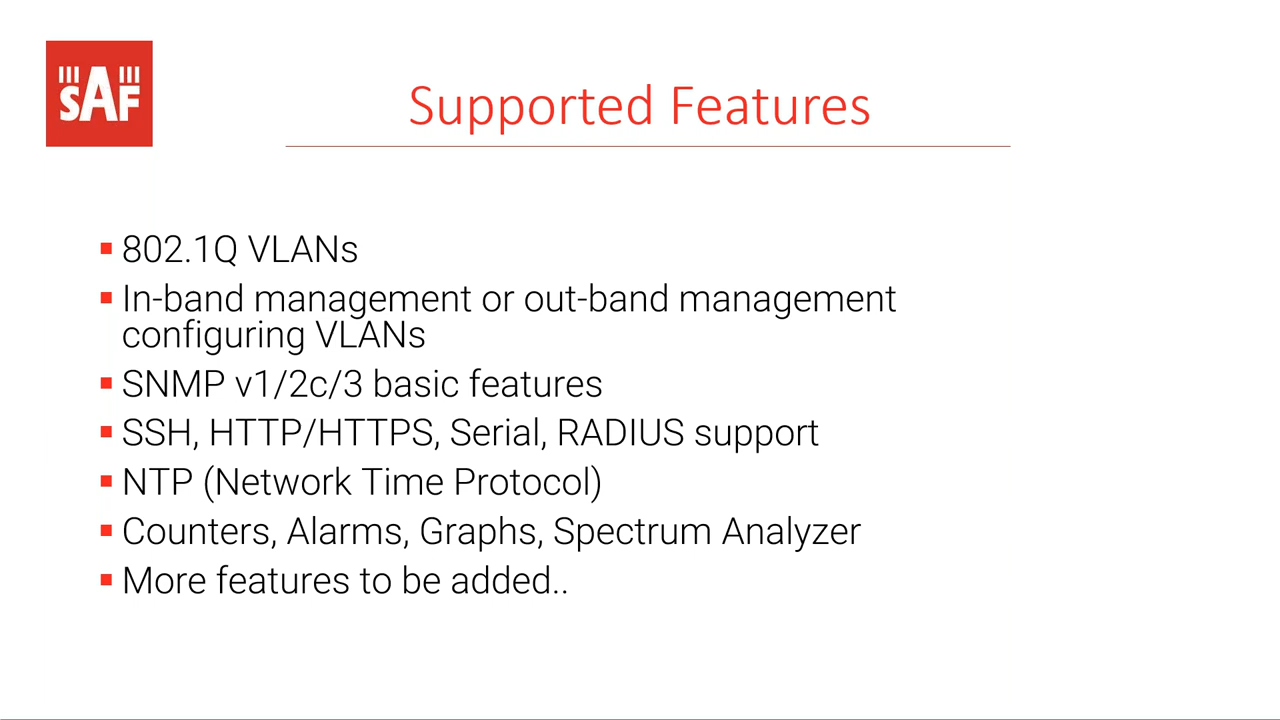 SAF
Supported Features
802.1Q VLANs
In-band management or out-band management
configuring VLANs
SNMP v1/2c/3 basic features
SSH, HTTP/HTTPS, Serial, RADIUS support
NTP (Network Time Protocol)
Counters, Alarms, Graphs, Spectrum Analyzer
More features to be added..